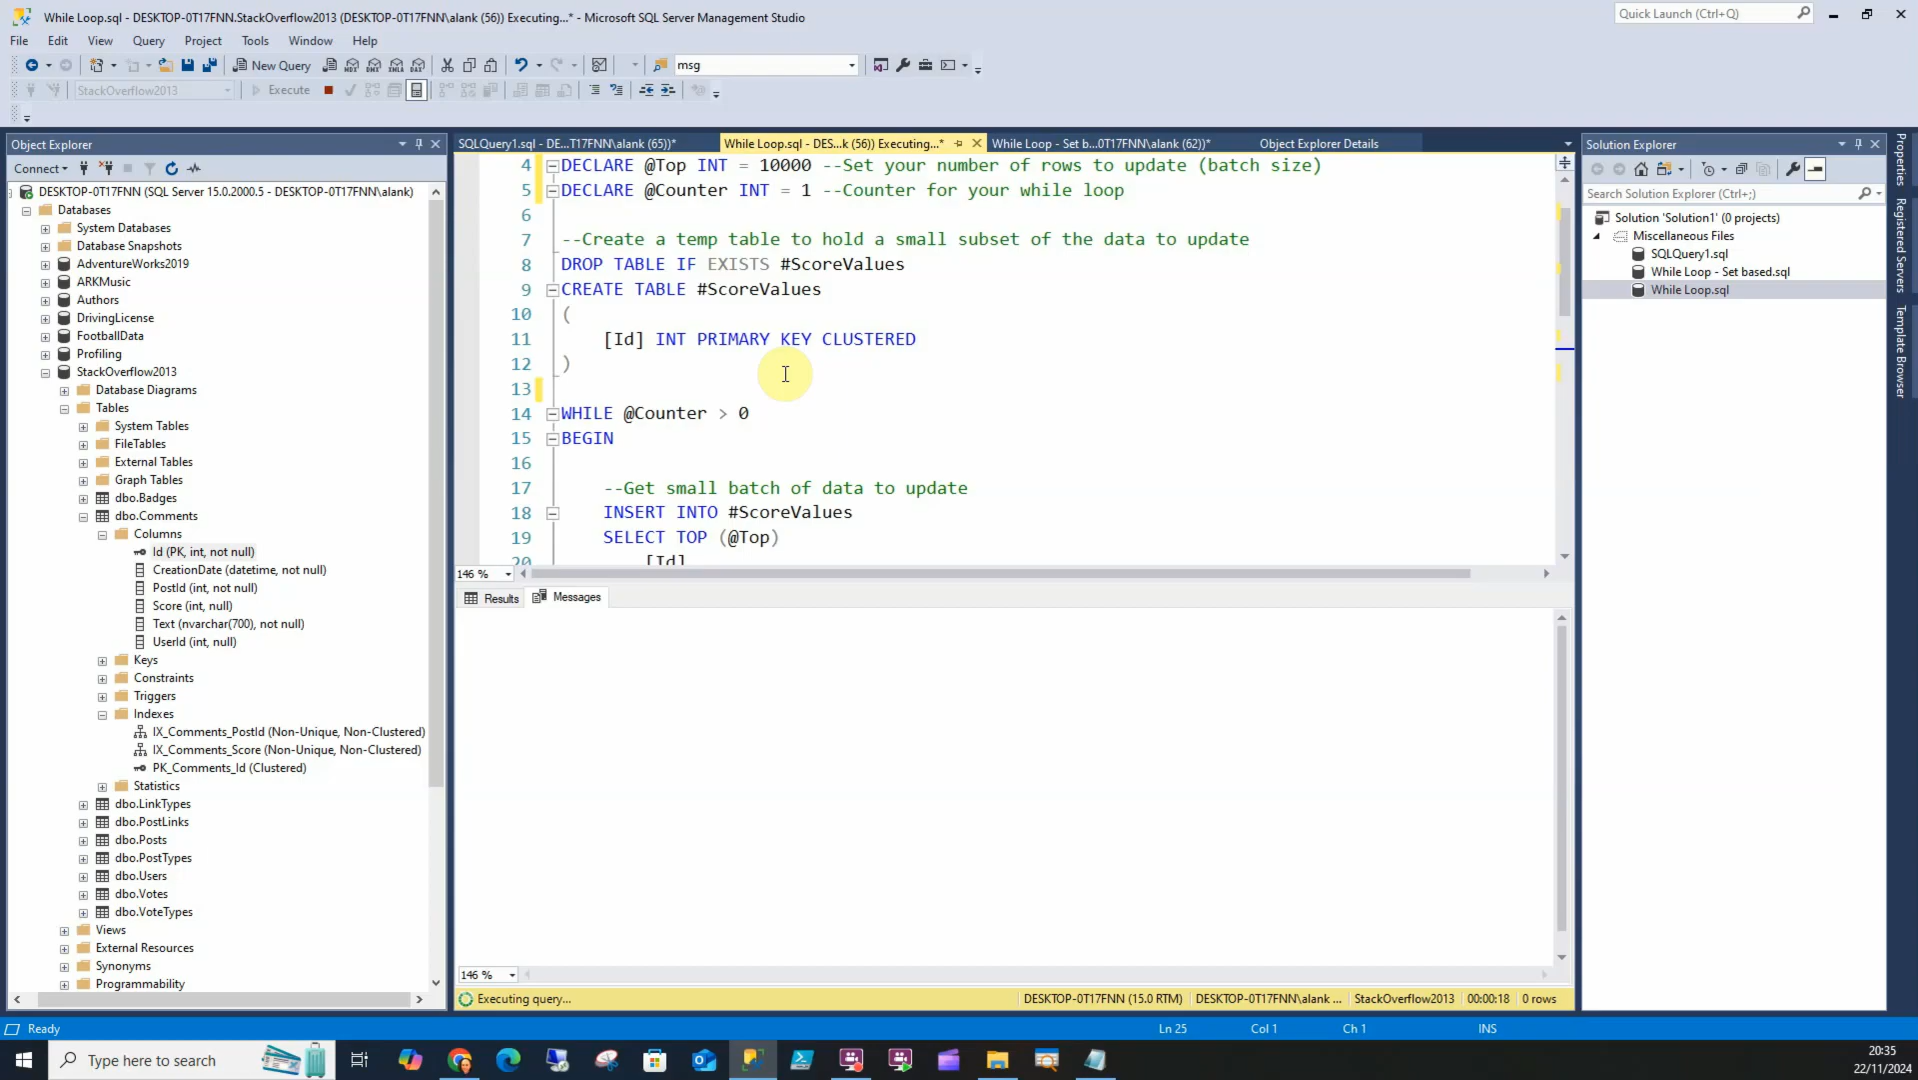 While Loop.sql - DESKTOP-0T17FNN.StackOverflow2013 (DESKTOP-0T17FNN\alank (56)) Executing...* - Microsoft SQL Server Management Studio
Quick Launch (Ctrl+Q)
File Edit View Query Project Tools Window Help
New Query
MDX DMX XMLA DAX
msg
StackOverflow2013
Execute
Object Explorer
SQLQuery1.sql - DE...T17FNN\alank (65))*
While Loop.sql - DES...k (56)) Executing...*
While Loop - Set b...0T17FNN\alank (62))*
Object Explorer Details
Solution Explorer
Connect
DESKTOP-0T17FNN (SQL Server 15.0.2000.5 - DESKTOP-0T17FNN\alank)
Databases
System Databases
Database Snapshots
AdventureWorks2019
ARKMusic
Authors
DrivingLicense
FootballData
Profiling
StackOverflow2013
Database Diagrams
Tables
System Tables
FileTables
External Tables
Graph Tables
dbo.Badges
dbo.Comments
Columns
Id (PK, int, not null)
CreationDate (datetime, not null)
PostId (int, not null)
Score (int, null)
Text (nvarchar(700), not null)
UserId (int, null)
Keys
Constraints
Triggers
Indexes
IX_Comments_PostId (Non-Unique, Non-Clustered)
IX_Comments_Score (Non-Unique, Non-Clustered)
PK_Comments_Id (Clustered)
Statistics
dbo.LinkTypes
dbo.PostLinks
dbo.Posts
dbo.PostTypes
dbo.Users
dbo.Votes
dbo.VoteTypes
Views
External Resources
Synonyms
Programmability
4 DECLARE @Top INT = 10000 --Set your number of rows to update (batch size)
5 DECLARE @Counter INT = 1 --Counter for your while loop
6
7 --Create a temp table to hold a small subset of the data to update
8 DROP TABLE IF EXISTS #ScoreValues
9 CREATE TABLE #ScoreValues
10 (
11 [Id] INT PRIMARY KEY CLUSTERED
12 )
13
14 WHILE @Counter > 0
15 BEGIN
16
17 --Get small batch of data to update
18 INSERT INTO #ScoreValues
19 SELECT TOP (@Top)
20 [Id]
146 %
Results
Messages
146 %
Executing query...
DESKTOP-0T17FNN (15.0 RTM)
DESKTOP-0T17FNN\alank ...
StackOverflow2013
00:00:18
0 rows
Search Solution Explorer (Ctrl+;)
Solution 'Solution1' (0 projects)
Miscellaneous Files
SQLQuery1.sql
While Loop - Set based.sql
While Loop.sql
Properties
Registered Servers
Template Browser
Ready
Ln 25
Col 1
Ch 1
INS
Type here to search
20:35
22/11/2024